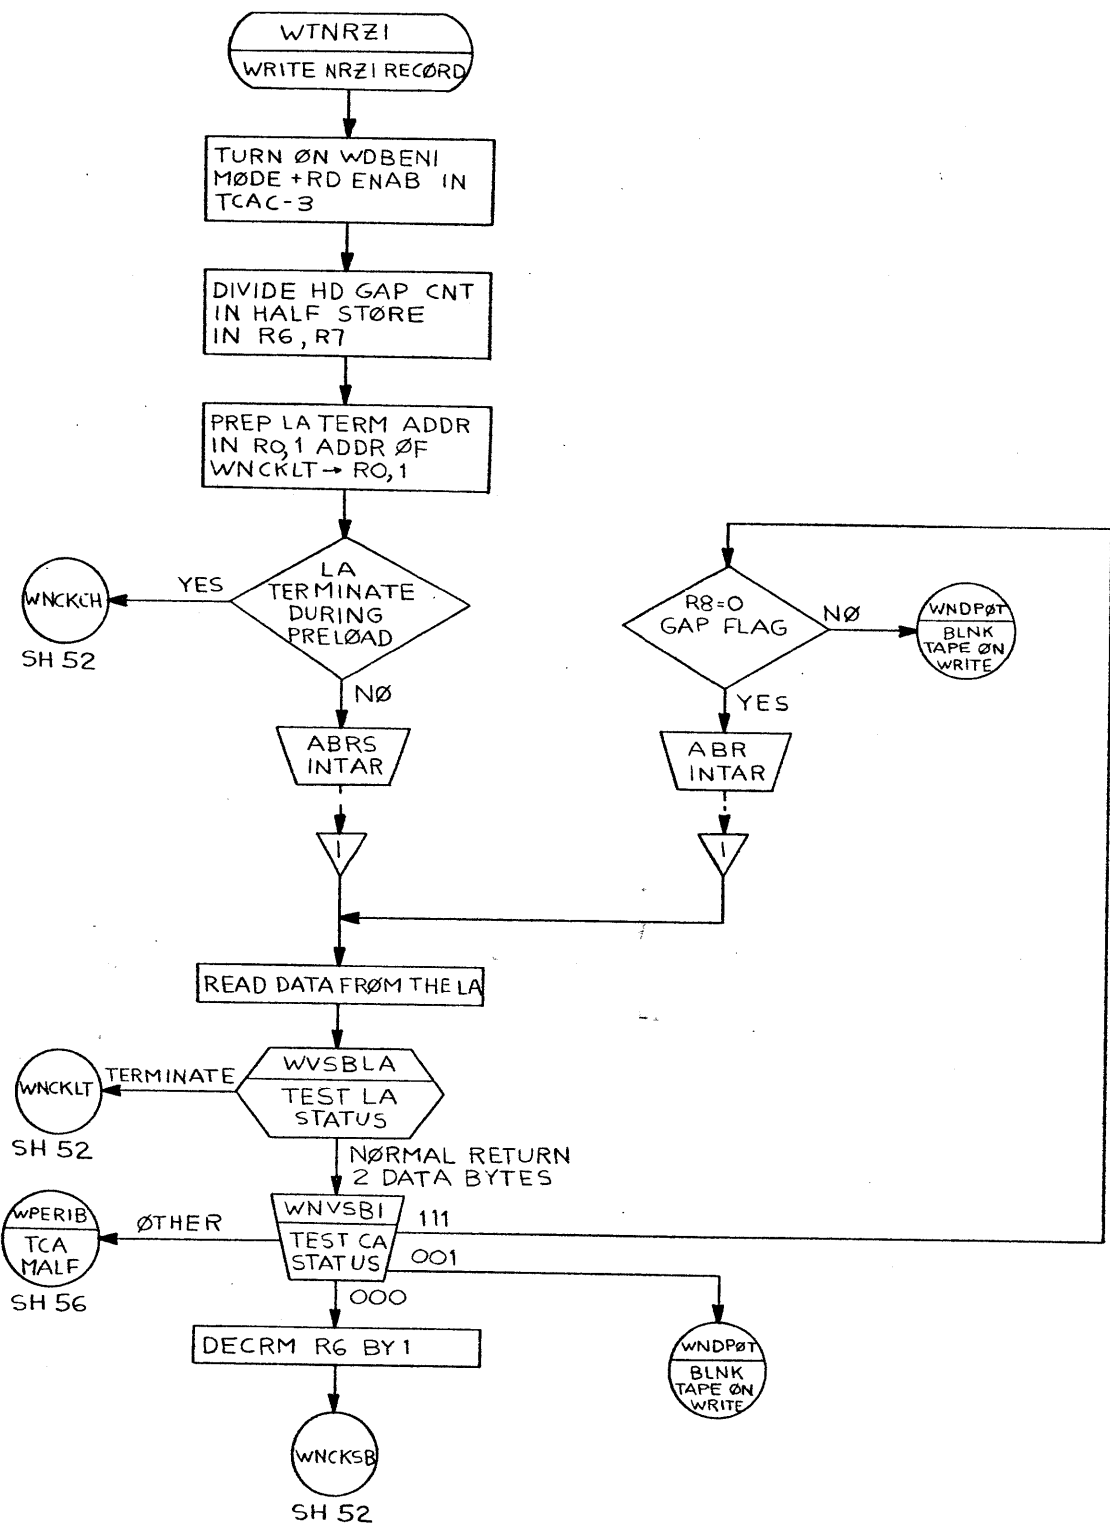 WTNRZI
WRITE NRZI RECØRD
TURN ØN WDBENI
MØDE +RD ENAB IN
TCAC-3
DIVIDE HD GAP CNT
IN HALF STØRE
IN R6, R7
PREP LA TERM ADDR
IN R0,1 ADDR ØF
WNCKLT → R0,1
LA
TERMINATE
DURING
PRELØAD
YES
WNCKCH
SH 52
NØ
ABRS
INTAR
1
R8=0
GAP FLAG
NØ
WNDPØT
BLNK
TAPE ØN
WRITE
YES
ABR
INTAR
1
READ DATA FRØM THE LA
WVSBLA
TEST LA
STATUS
TERMINATE
WNCKLT
SH 52
NØRMAL RETURN
2 DATA BYTES
WNVSBI
TEST CA
STATUS
ØTHER
WPERIB
TCA
MALF
SH 56
111
001
000
WNDPØT
BLNK
TAPE ØN
WRITE
DECRM R6 BY 1
WNCKSB
SH 52